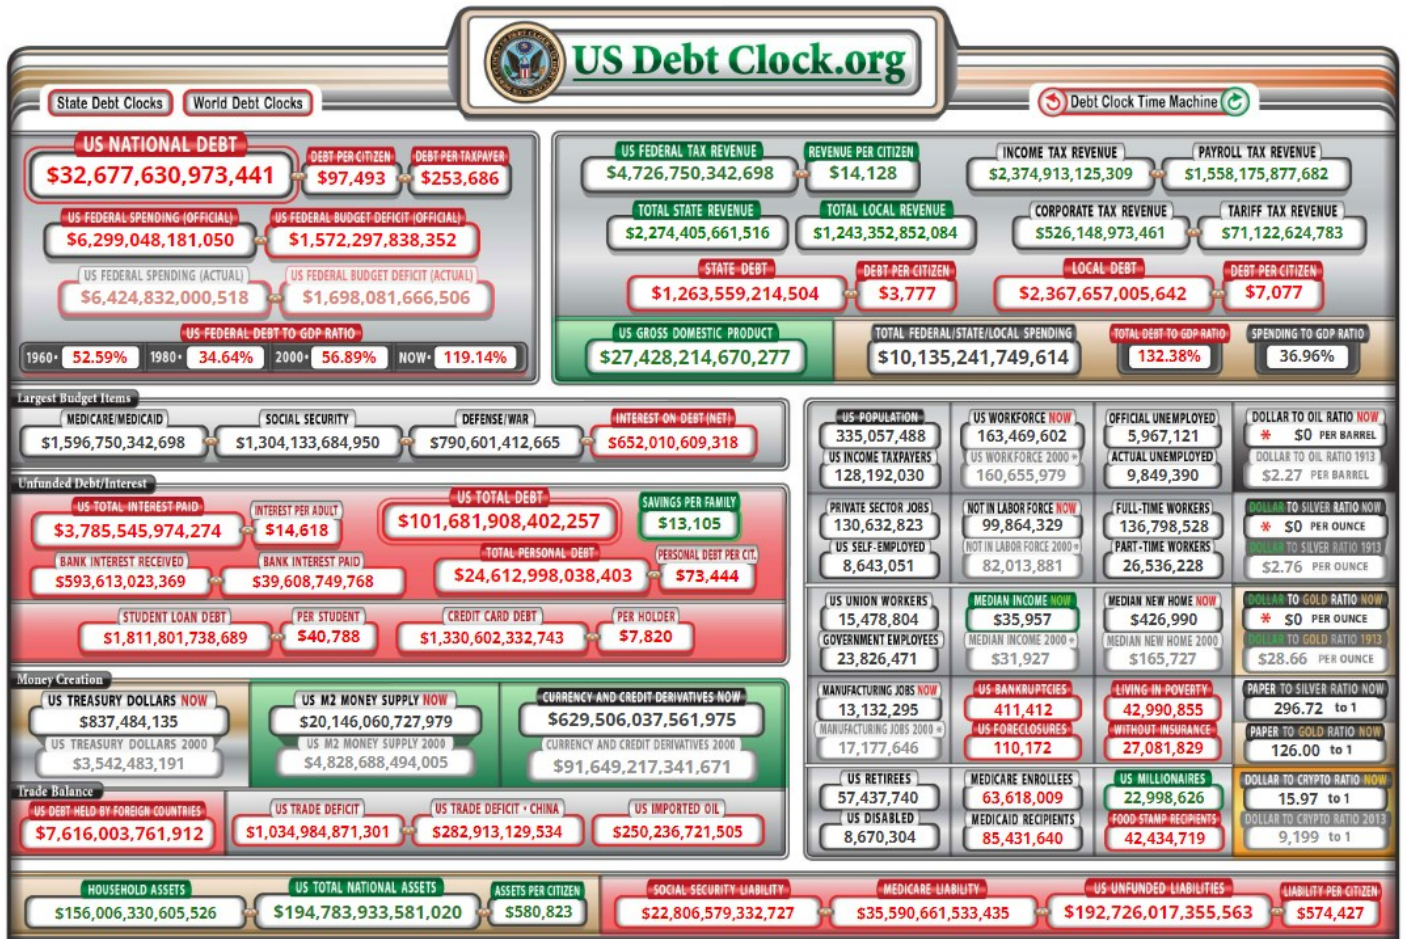 US Debt Clock.org
State Debt Clocks World Debt Clocks
Debt Clock Time Machine
US NATIONAL DEBT DEBT PER CITIZEN DEBT PER TAXPAYER
$32,677,630,973,441 $97,493 $253,686
US FEDERAL SPENDING (OFFICIAL) US FEDERAL BUDGET DEFICIT (OFFICIAL)
$6,299,048,181,050 $1,572,297,838,352
US FEDERAL SPENDING (ACTUAL) US FEDERAL BUDGET DEFICIT (ACTUAL)
$6,424,832,000,518 $1,698,081,666,506
US FEDERAL DEBT TO GDP RATIO
1960• 52.59% 1980• 34.64% 2000• 56.89% NOW• 119.14%
US FEDERAL TAX REVENUE REVENUE PER CITIZEN INCOME TAX REVENUE PAYROLL TAX REVENUE
$4,726,750,342,698 $14,128 $2,374,913,125,309 $1,558,175,877,682
TOTAL STATE REVENUE TOTAL LOCAL REVENUE CORPORATE TAX REVENUE TARIFF TAX REVENUE
$2,274,405,661,516 $1,243,352,852,084 $526,148,973,461 $71,122,624,783
STATE DEBT DEBT PER CITIZEN LOCAL DEBT DEBT PER CITIZEN
$1,263,559,214,504 $3,777 $2,367,657,005,642 $7,077
US GROSS DOMESTIC PRODUCT TOTAL FEDERAL/STATE/LOCAL SPENDING TOTAL DEBT TO GDP RATIO SPENDING TO GDP RATIO
$27,428,214,670,277 $10,135,241,749,614 132.38% 36.96%
Largest Budget Items
MEDICARE/MEDICAID SOCIAL SECURITY DEFENSE/WAR INTEREST ON DEBT (NET)
$1,596,750,342,698 $1,304,133,684,950 $790,601,412,665 $652,010,609,318
Unfunded Debt/Interest
US TOTAL INTEREST PAID INTEREST PER ADULT US TOTAL DEBT SAVINGS PER FAMILY
$3,785,545,974,274 $14,618 $101,681,908,402,257 $13,105
BANK INTEREST RECEIVED BANK INTEREST PAID TOTAL PERSONAL DEBT PERSONAL DEBT PER CIT.
$593,613,023,369 $39,608,749,768 $24,612,998,038,403 $73,444
STUDENT LOAN DEBT PER STUDENT CREDIT CARD DEBT PER HOLDER
$1,811,801,738,689 $40,788 $1,330,602,332,743 $7,820
Money Creation
US TREASURY DOLLARS NOW US M2 MONEY SUPPLY NOW CURRENCY AND CREDIT DERIVATIVES NOW
$837,484,135 $20,146,060,727,979 $629,506,037,561,975
US TREASURY DOLLARS 2000 US M2 MONEY SUPPLY 2000 CURRENCY AND CREDIT DERIVATIVES 2000
$3,542,483,191 $4,828,688,494,005 $91,649,217,341,671
Trade Balance
US DEBT HELD BY FOREIGN COUNTRIES US TRADE DEFICIT US TRADE DEFICIT • CHINA US IMPORTED OIL
$7,616,003,761,912 $1,034,984,871,301 $282,913,129,534 $250,236,721,505
US POPULATION US WORKFORCE NOW OFFICIAL UNEMPLOYED DOLLAR TO OIL RATIO NOW
335,057,488 163,469,602 5,967,121 * $0 PER BARREL
US INCOME TAXPAYERS US WORKFORCE 2000 * ACTUAL UNEMPLOYED DOLLAR TO OIL RATIO 1913
128,192,030 160,655,979 9,849,390 $2.27 PER BARREL
PRIVATE SECTOR JOBS NOT IN LABOR FORCE NOW FULL-TIME WORKERS DOLLAR TO SILVER RATIO NOW
130,632,823 99,864,329 136,798,528 * $0 PER OUNCE
US SELF-EMPLOYED NOT IN LABOR FORCE 2000 * PART-TIME WORKERS DOLLAR TO SILVER RATIO 1913
8,643,051 82,013,881 26,536,228 $2.76 PER OUNCE
US UNION WORKERS MEDIAN INCOME NOW MEDIAN NEW HOME NOW DOLLAR TO GOLD RATIO NOW
15,478,804 $35,957 $426,990 * $0 PER OUNCE
GOVERNMENT EMPLOYEES MEDIAN INCOME 2000 * MEDIAN NEW HOME 2000 DOLLAR TO GOLD RATIO 1913
23,826,471 $31,927 $165,727 $28.66 PER OUNCE
MANUFACTURING JOBS NOW US BANKRUPTCIES LIVING IN POVERTY PAPER TO SILVER RATIO NOW
13,132,295 411,412 42,990,855 296.72 to 1
MANUFACTURING JOBS 2000 * US FORECLOSURES WITHOUT INSURANCE PAPER TO GOLD RATIO NOW
17,177,646 110,172 27,081,829 126.00 to 1
US RETIREES MEDICARE ENROLLEES US MILLIONAIRES DOLLAR TO CRYPTO RATIO NOW
57,437,740 63,618,009 22,998,626 15.97 to 1
US DISABLED MEDICAID RECIPIENTS FOOD STAMP RECIPIENTS DOLLAR TO CRYPTO RATIO 2013
8,670,304 85,431,640 42,434,719 9,199 to 1
HOUSEHOLD ASSETS US TOTAL NATIONAL ASSETS ASSETS PER CITIZEN SOCIAL SECURITY LIABILITY MEDICARE LIABILITY US UNFUNDED LIABILITIES LIABILITY PER CITIZEN
$156,006,330,605,526 $194,783,933,581,020 $580,823 $22,806,579,332,727 $35,590,661,533,435 $192,726,017,355,563 $574,427